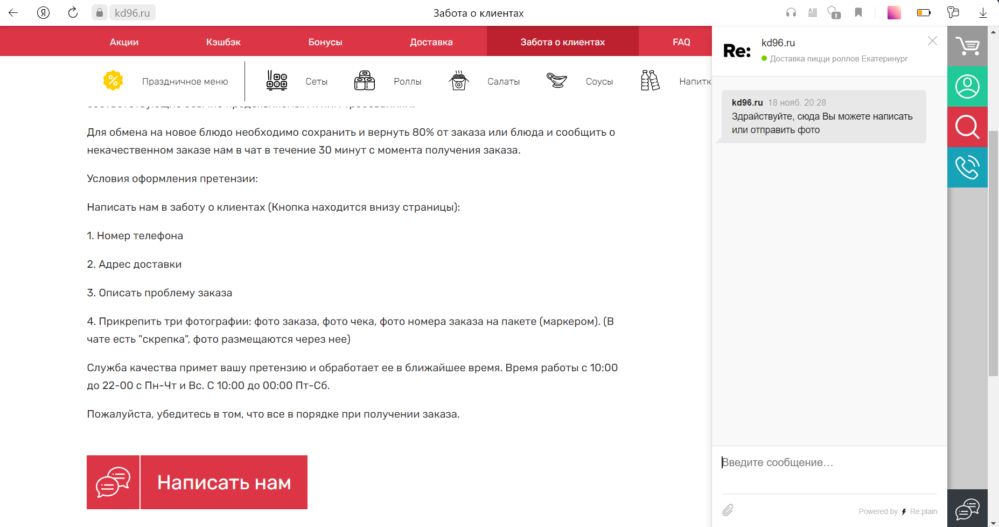 Я
kd96.ru
Забота о клиентах
1
Акции
Кэшбэк
Бонусы
Доставка
Забота о клиентах
FAQ
Праздничное меню
Сеты
Роллы
Салаты
Соусы
Напитк
Для обмена на новое блюдо необходимо сохранить и вернуть 80% от заказа или блюда и сообщить о
некачественном заказе нам в чат в течение 30 минут с момента получения заказа.
Условия оформления претензии:
Написать нам в заботу о клиентах (Кнопка находится внизу страницы):
1. Номер телефона
2. Адрес доставки
3. Описать проблему заказа
4. Прикрепить три фотографии: фото заказа, фото чека, фото номера заказа на пакете (маркером). (В
чате есть "скрепка", фото размещаются через нее)
Служба качества примет вашу претензию и обработает ее в ближайшее время. Время работы с 10:00
до 22-00 с Пн-Чт и Вс. С 10:00 до 00:00 Пт-Сб.
Пожалуйста, убедитесь в том, что все в порядке при получении заказа.
Написать нам
Re:
kd96.ru
Доставка пицци роллов Екатеринург
kd96.ru 18 нояб. 20:28
Здрайствуйте, сюда Вы можете написать
или отправить фото
Введите сообщение...
Powered by Re:plain